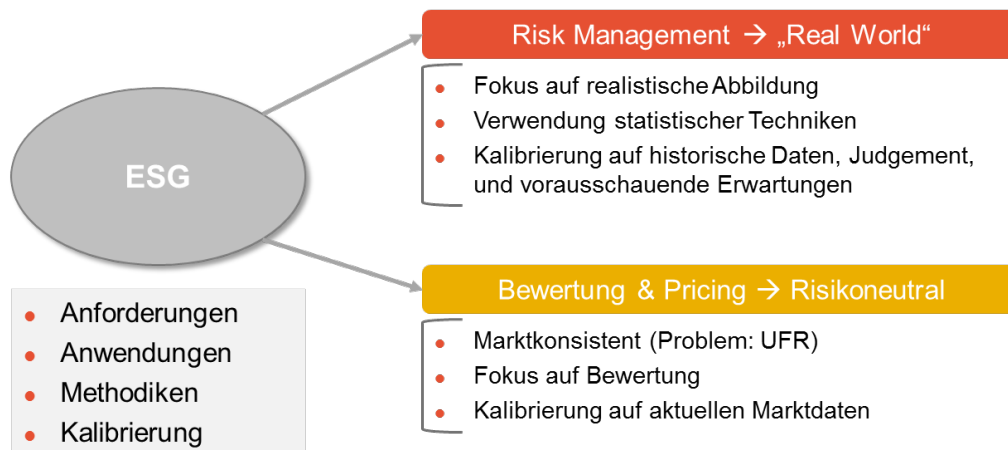 Risk Management → „Real World“
• Fokus auf realistische Abbildung
• Verwendung statistischer Techniken
• Kalibrierung auf historische Daten, Judgement,
und vorausschauende Erwartungen
ESG
• Anforderungen
• Anwendungen
• Methodiken
• Kalibrierung
Bewertung & Pricing → Risikoneutral
• Marktkonsistent (Problem: UFR)
• Fokus auf Bewertung
• Kalibrierung auf aktuellen Marktdaten